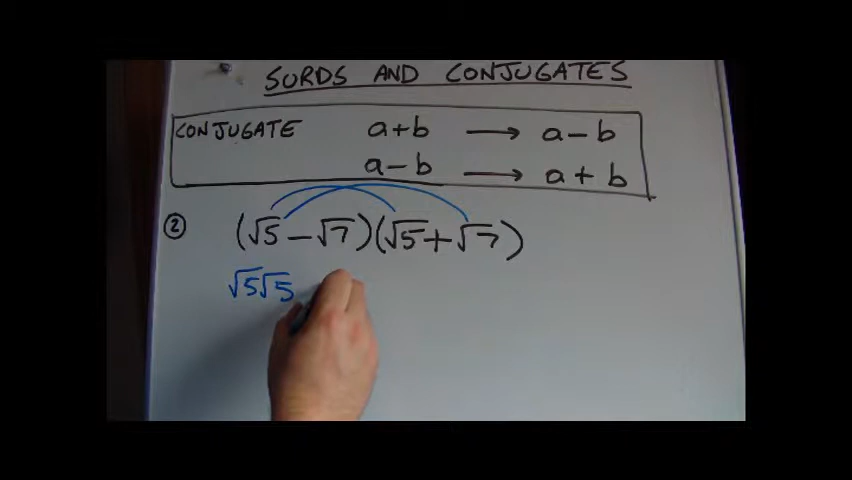 SURDS AND CONJUGATES
CONJUGATE a+b → a−b
a−b → a+b
② (√5−√7)(√5+√7)
√5√5